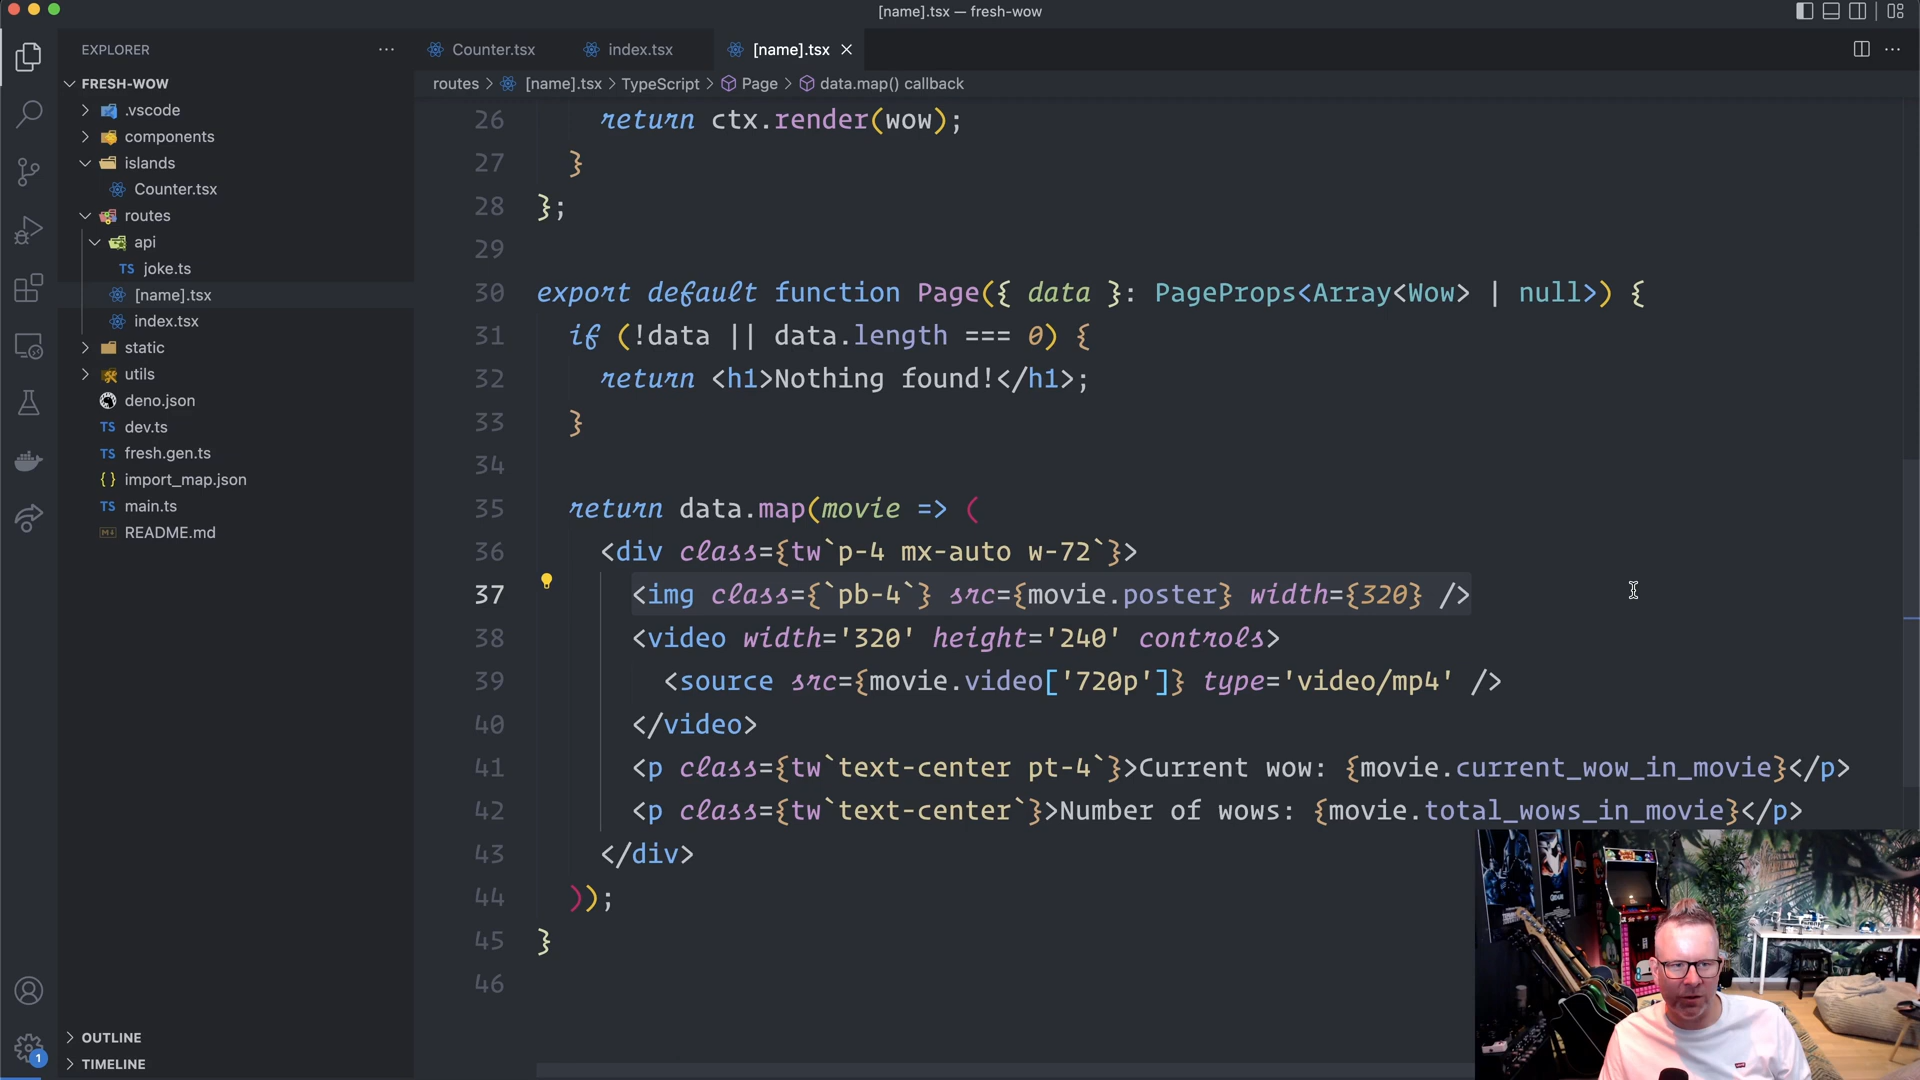 [name].tsx — fresh-wow
EXPLORER
FRESH-WOW
.vscode
components
islands
Counter.tsx
routes
api
TS joke.ts
[name].tsx
index.tsx
static
utils
deno.json
TS dev.ts
TS fresh.gen.ts
{ } import_map.json
TS main.ts
README.md
OUTLINE
TIMELINE
1
Counter.tsx
index.tsx
[name].tsx
routes > [name].tsx > TypeScript > Page > data.map() callback
26 return ctx.render(wow);
27 }
28 };
29
30 export default function Page({ data }: PageProps<Array<Wow> | null>) {
31 if (!data || data.length === 0) {
32 return <h1>Nothing found!</h1>;
33 }
34
35 return data.map(movie => (
36 <div class={tw`p-4 mx-auto w-72`}>
37 <img class={`pb-4`} src={movie.poster} width={320} />
38 <video width='320' height='240' controls>
39 <source src={movie.video['720p']} type='video/mp4' />
40 </video>
41 <p class={tw`text-center pt-4`}>Current wow: {movie.current_wow_in_movie}</p>
42 <p class={tw`text-center`}>Number of wows: {movie.total_wows_in_movie}</p>
43 </div>
44 ));
45 }
46